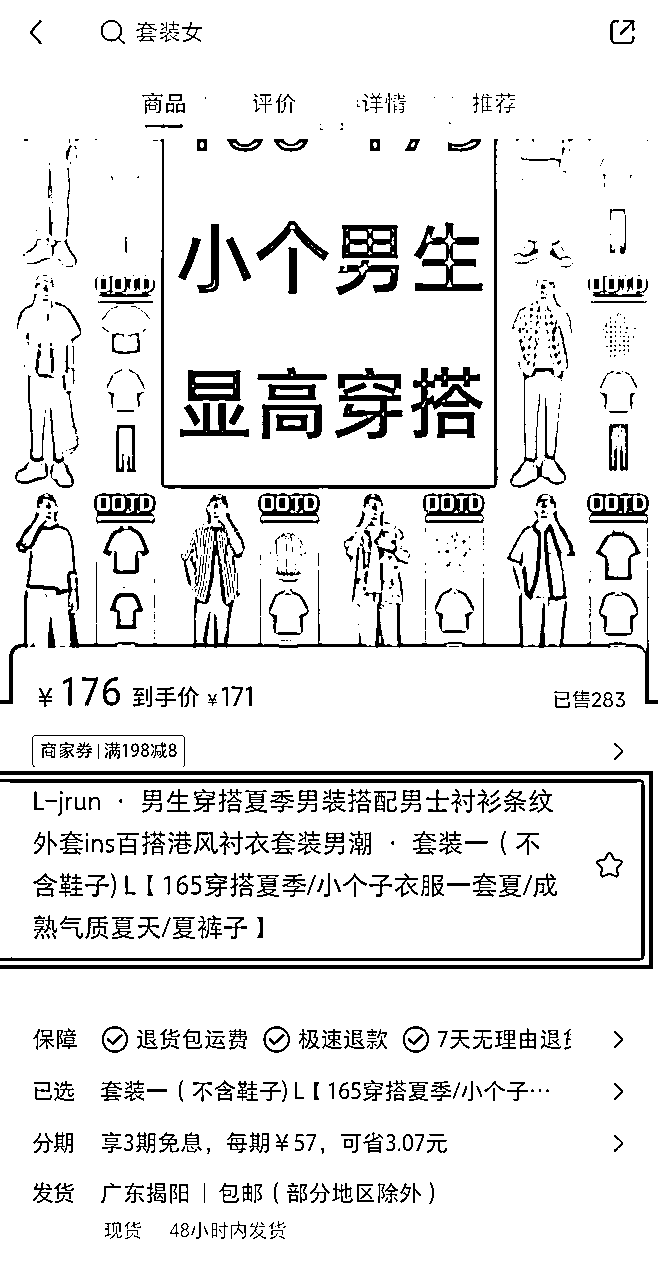 套装女
商品 评价 详情 推荐
小个男生
显高穿搭
OOTD OOTD
OOTD OOTD OOTD OOTD
￥176 到手价 ￥171 已售283
商家券|满198减8
L-jrun · 男生穿搭夏季男装搭配男士衬衫条纹
外套ins百搭港风衬衣套装男潮 · 套装一（不
含鞋子)L【165穿搭夏季/小个子衣服一套夏/成
熟气质夏天/夏裤子】
保障 退货包运费 极速退款 7天无理由退货
已选 套装一（不含鞋子)L【165穿搭夏季/小个子…
分期 享3期免息，每期￥57，可省3.07元
发货 广东揭阳 | 包邮（部分地区除外）
现货 48小时内发货